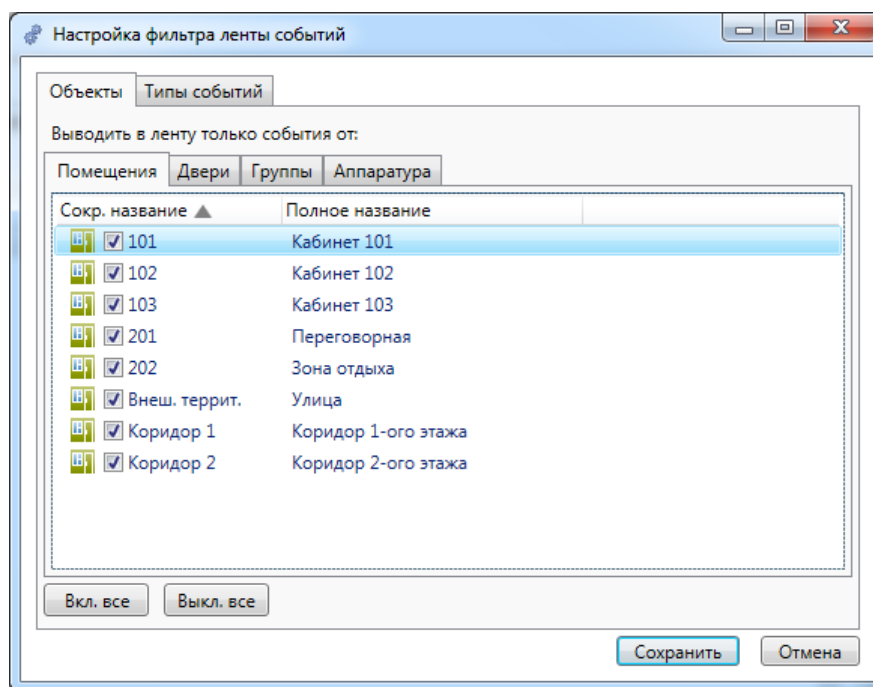 Настройка фильтра ленты событий
Объекты Типы событий
Выводить в ленту только события от:
Помещения Двери Группы Аппаратура
Сокр. название Полное название
101 Кабинет 101
102 Кабинет 102
103 Кабинет 103
201 Переговорная
202 Зона отдыха
Внеш. террит. Улица
Коридор 1 Коридор 1-ого этажа
Коридор 2 Коридор 2-ого этажа
Вкл. все Выкл. все
Сохранить Отмена